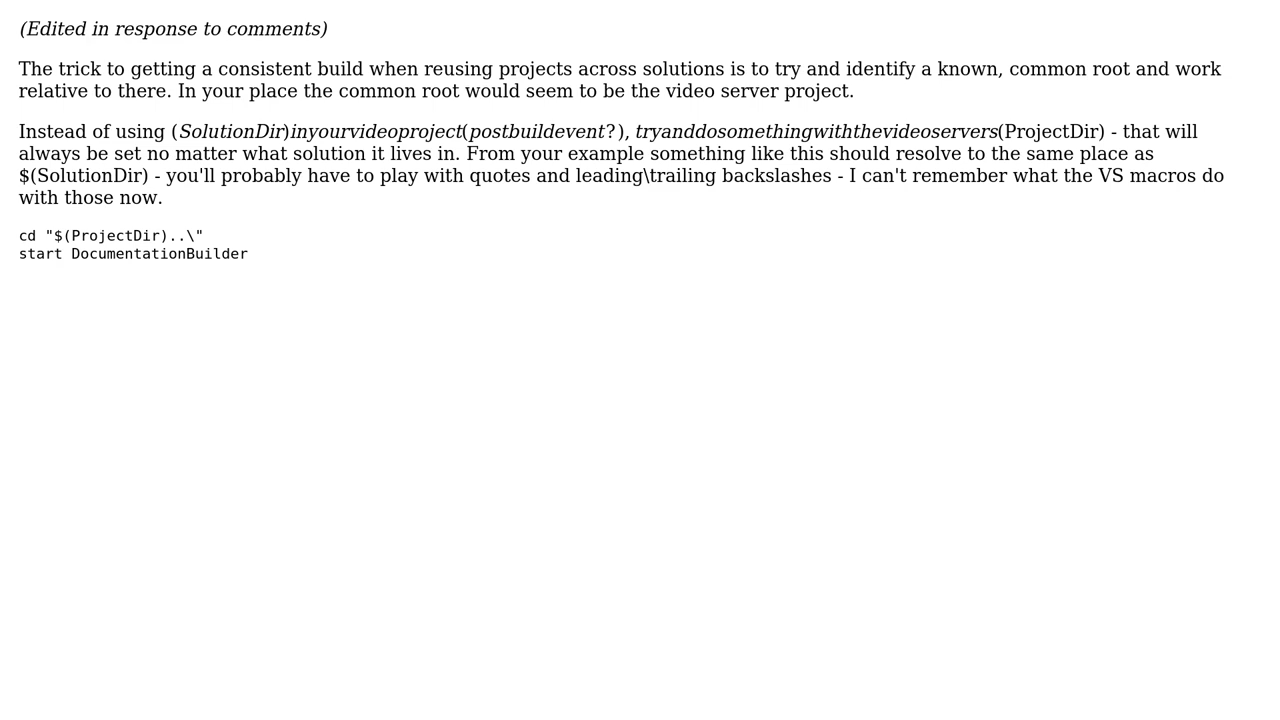 (Edited in response to comments)
The trick to getting a consistent build when reusing projects across solutions is to try and identify a known, common root and work
relative to there. In your place the common root would seem to be the video server project.
Instead of using (SolutionDir)inyourvideoproject(postbuildevent?), tryanddosomethingwiththevideoservers(ProjectDir) - that will
always be set no matter what solution it lives in. From your example something like this should resolve to the same place as
$(SolutionDir) - you'll probably have to play with quotes and leading\trailing backslashes - I can't remember what the VS macros do
with those now.
cd "$(ProjectDir)..\"
start DocumentationBuilder